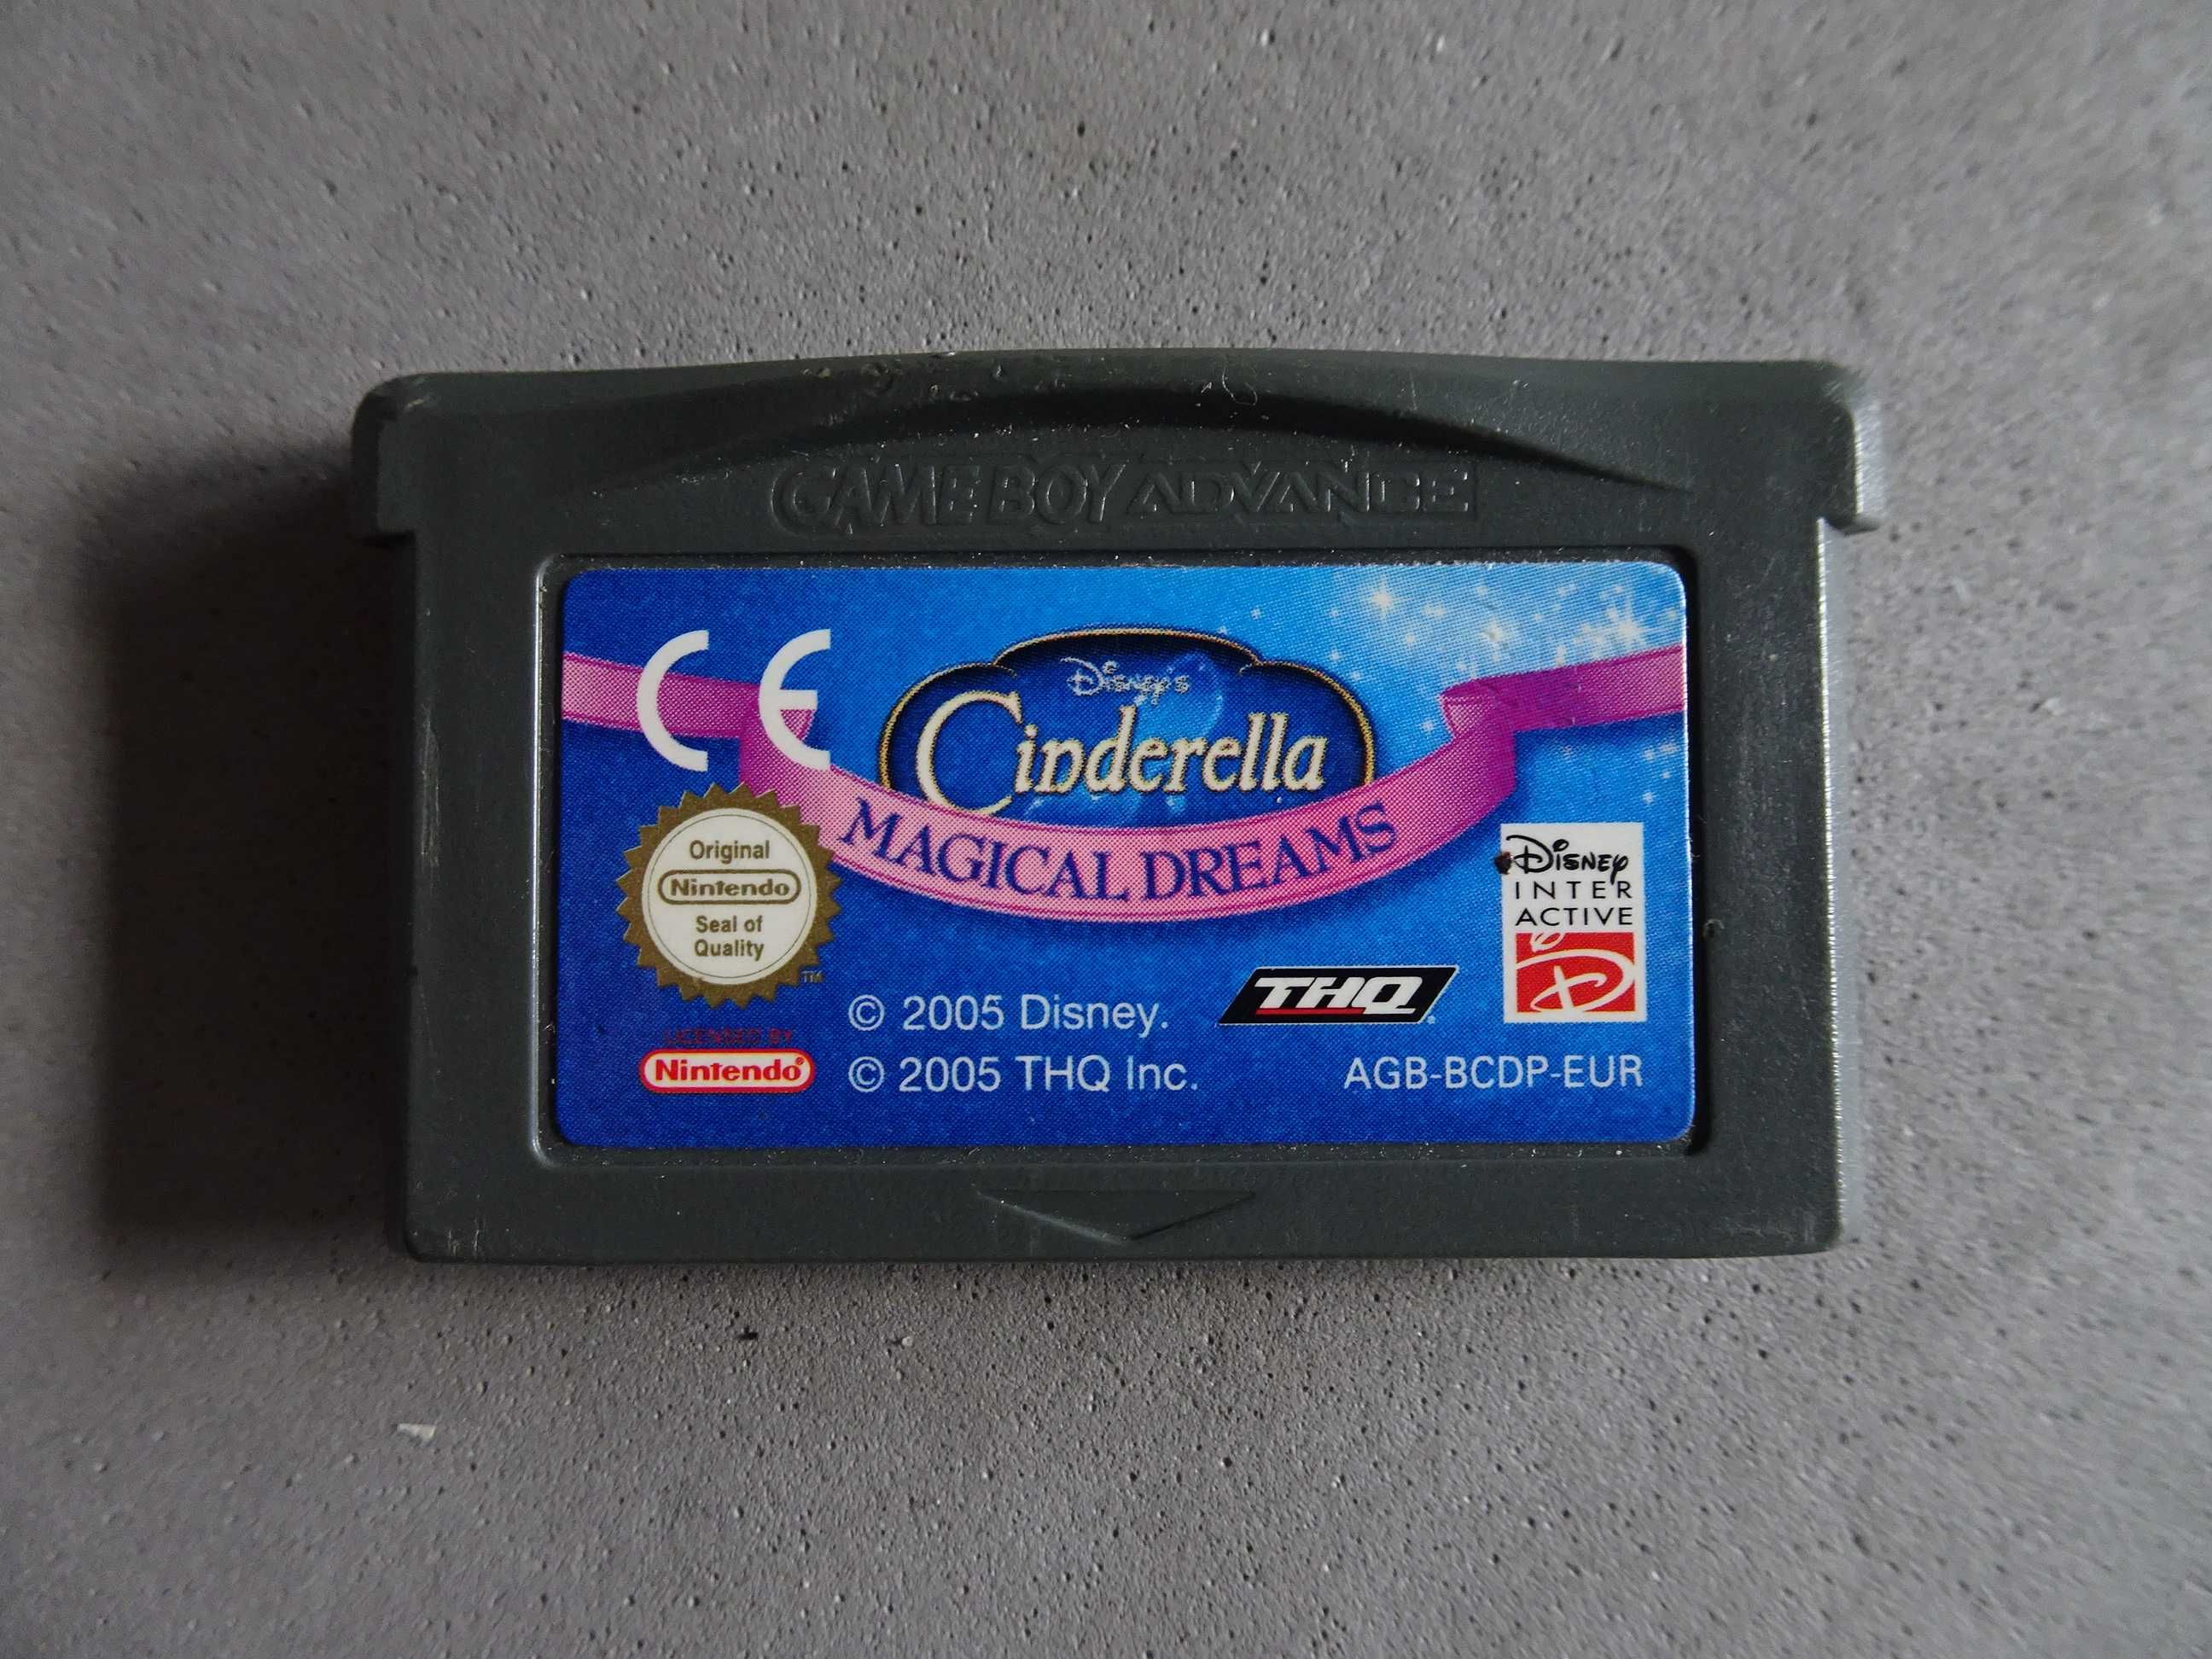 GAME BOY ADVANCE
CE
Disney's
Cinderella
MAGICAL DREAMS
Original
Nintendo
Seal of
Quality
TM
LICENSED BY
Nintendo®
© 2005 Disney.
© 2005 THQ Inc.
THQ
Disney
INTER
ACTIVE
D
AGB-BCDP-EUR